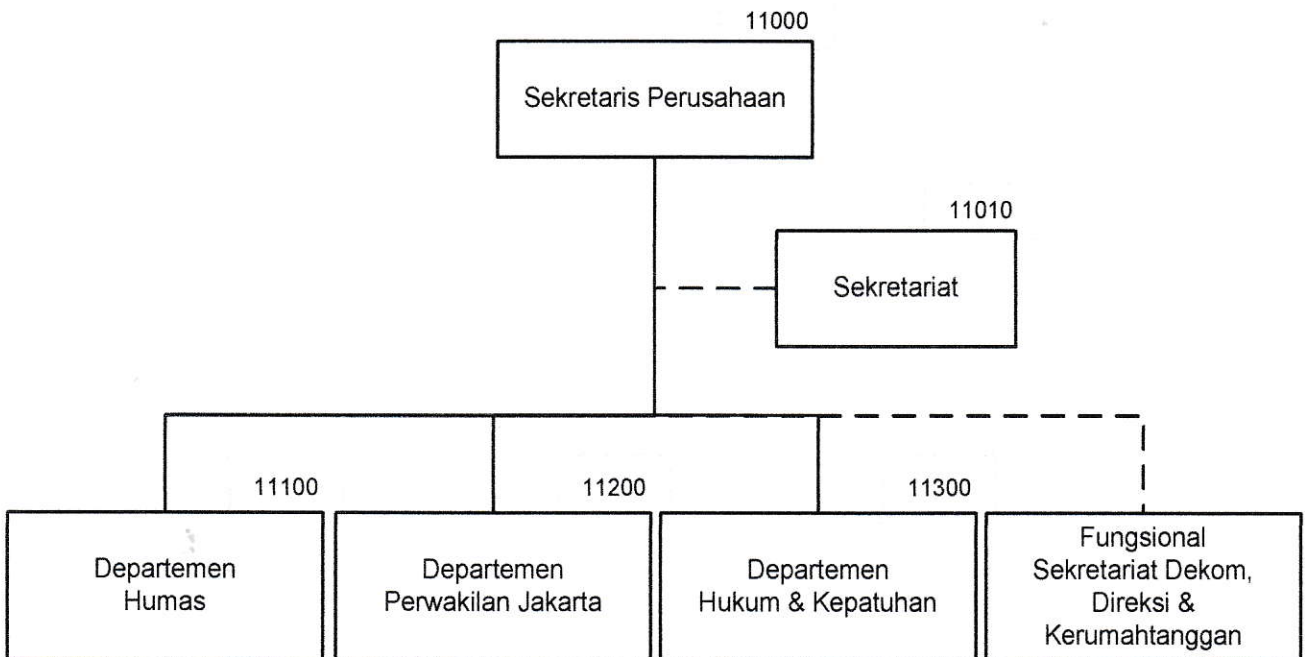 11000
Sekretaris Perusahaan
11010
Sekretariat
11100
Departemen
Humas
11200
Departemen
Perwakilan Jakarta
11300
Departemen
Hukum & Kepatuhan
Fungsional
Sekretariat Dekom,
Direksi &
Kerumahtanggan